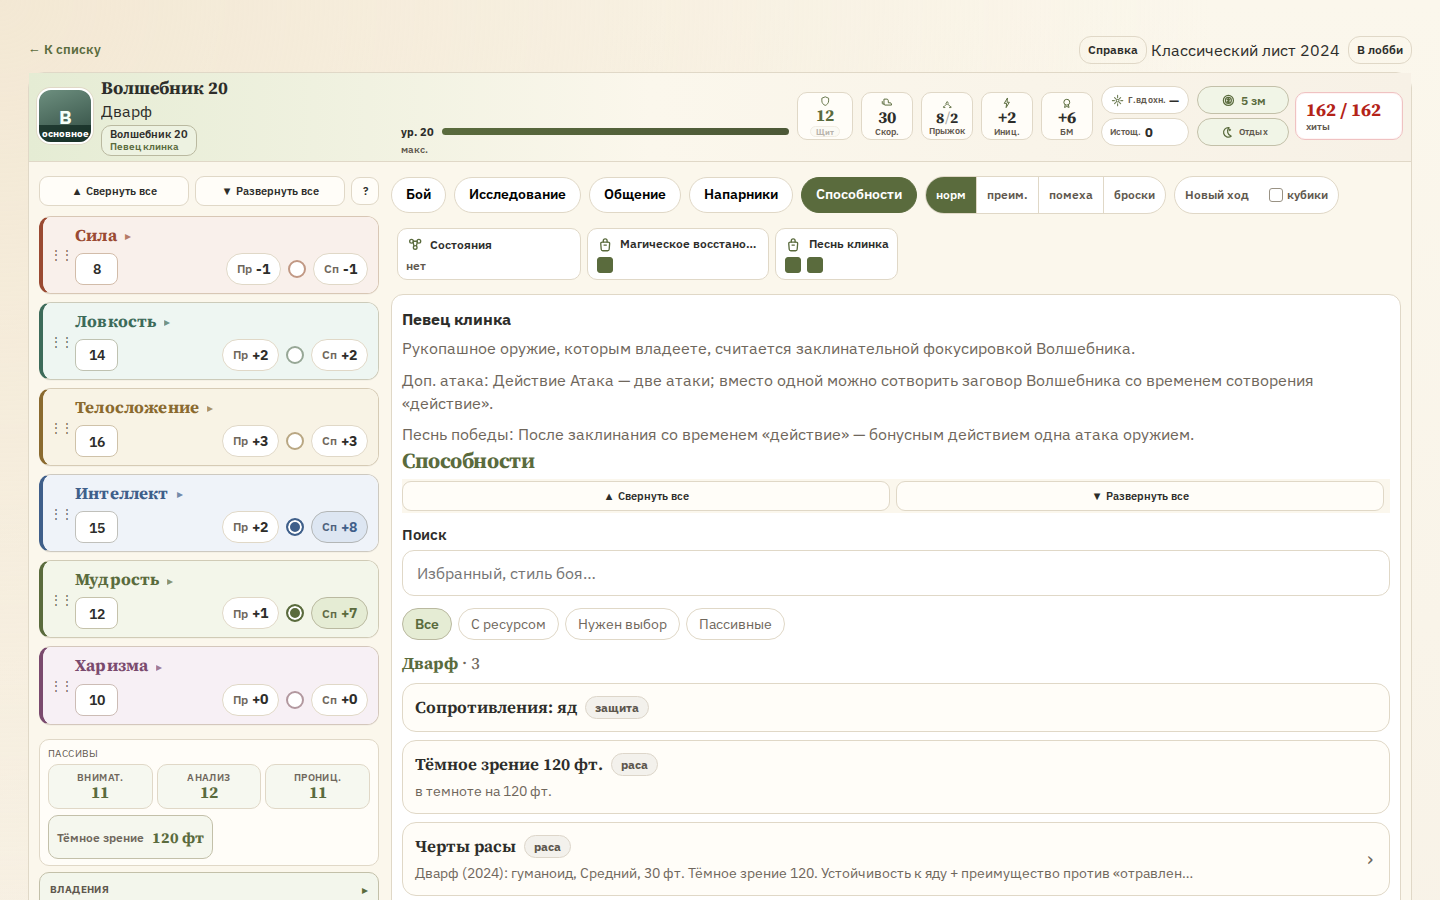 ← К списку
Справка Классический лист 2024 В лобби
В
основное
Волшебник 20
Дварф
Волшебник 20
Певец клинка
ур. 20
макс.
12
Щит
30
Скор.
8/2
Прыжок
+2
Иниц.
+6
БМ
Г.вдохн. —
Истощ. 0
5 зм
Отдых
162 / 162
хиты
▲ Свернуть все ▼ Развернуть все ?
Сила ▸
8 Пр -1 Сп -1
Ловкость ▸
14 Пр +2 Сп +2
Телосложение ▸
16 Пр +3 Сп +3
Интеллект ▸
15 Пр +2 Сп +8
Мудрость ▸
12 Пр +1 Сп +7
Харизма ▸
10 Пр +0 Сп +0
ПАССИВЫ
ВНИМАТ. АНАЛИЗ ПРОНИЦ.
11 12 11
Тёмное зрение 120 фт
ВЛАДЕНИЯ ▸
Бой Исследование Общение Напарники Способности норм преим. помеха броски Новый ход кубики
Состояния
нет
Магическое восстано...
Песнь клинка
Певец клинка
Рукопашное оружие, которым владеете, считается заклинательной фокусировкой Волшебника.
Доп. атака: Действие Атака — две атаки; вместо одной можно сотворить заговор Волшебника со временем сотворения
«действие».
Песнь победы: После заклинания со временем «действие» — бонусным действием одна атака оружием.
Способности
▲ Свернуть все ▼ Развернуть все
Поиск
Избранный, стиль боя...
Все С ресурсом Нужен выбор Пассивные
Дварф · 3
Сопротивления: яд защита
Тёмное зрение 120 фт. раса
в темноте на 120 фт.
Черты расы раса
Дварф (2024): гуманоид, Средний, 30 фт. Тёмное зрение 120. Устойчивость к яду + преимущество против «отравлен... ›